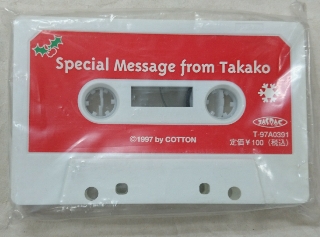 Special Message from Takako
©1997 by COTTON
T-97A0391
定価¥100(税込)